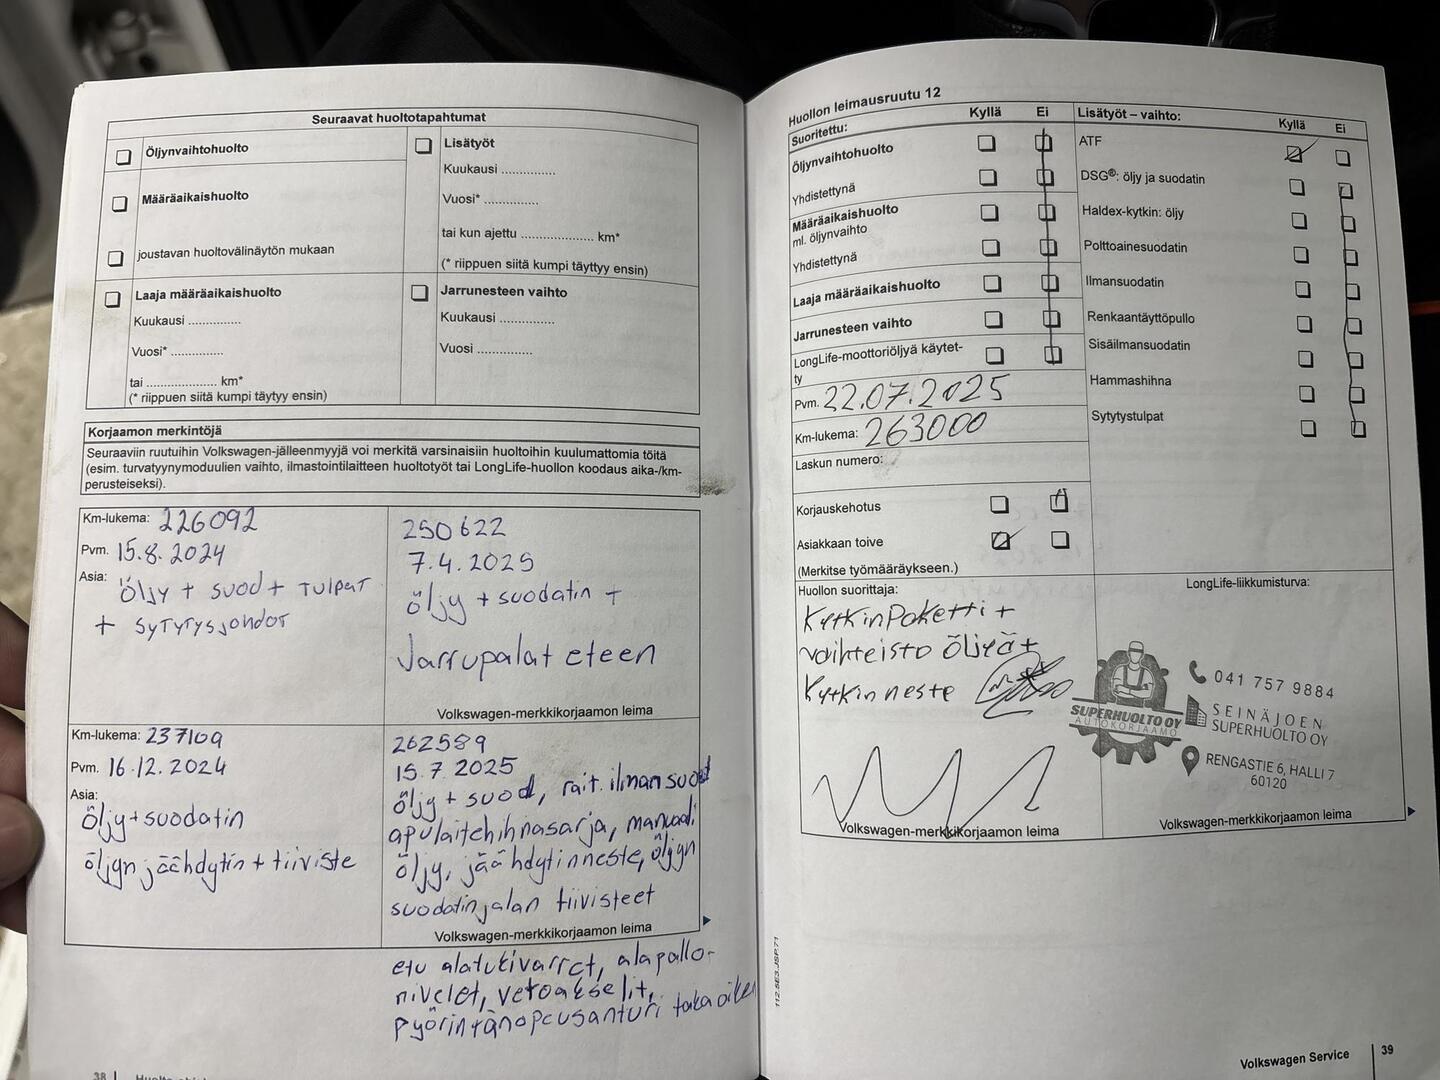 Seuraavat huoltotapahtumat
Öljynvaihtohuolto
Määräaikaishuolto
joustavan huoltovälinäytön mukaan
Lisätyöt
Kuukausi ...............
Vuosi* ...............
tai kun ajettu .................... km*
(* riippuen siitä kumpi täyttyy ensin)
Laaja määräaikaishuolto
Kuukausi ...............
Vuosi* ...............
tai .................... km*
(* riippuen siitä kumpi täytyy ensin)
Jarrunesteen vaihto
Kuukausi ...............
Vuosi ...............
Korjaamon merkintöjä
Seuraaviin ruutuihin Volkswagen-jälleenmyyjä voi merkitä varsinaisiin huoltoihin kuulumattomia töitä
(esim. turvatyynymoduulien vaihto, ilmastointilaitteen huoltotyöt tai LongLife-huollon koodaus aika-/km-
perusteiseksi).
Km-lukema: 226092
Pvm. 15.8.2024
Asia: öljy + suod + tulpat
+ sytytysjohdot
250622
7.4.2025
öljy + suodatin +
Jarrupalat eteen
Volkswagen-merkkikorjaamon leima
Km-lukema: 237109
Pvm. 16.12.2024
Asia:
öljy+suodatin
öljyn jäähdytin + tiiviste
262589
15.7.2025
öljy + suod, rait. ilman suod
apulaitehihnasarja, manuaali
öljy, jäähdytinneste, öljyn
suodatinjalan tiivisteet
Volkswagen-merkkikorjaamon leima
etu alatukivarret, alapallo-
nivelet, vetoakselit,
pyörintänopeusanturi taka oikea
38
Huollon leimausruutu 12
Suoritettu: Kyllä Ei
Öljynvaihtohuolto
Yhdistettynä
Määräaikaishuolto
ml. öljynvaihto
Yhdistettynä
Laaja määräaikaishuolto
Jarrunesteen vaihto
LongLife-moottoriöljyä käytet-
ty
Pvm. 22.07.2025
Km-lukema: 263000
Laskun numero:
Korjauskehotus
Asiakkaan toive
(Merkitse työmääräykseen.)
Lisätyöt – vaihto: Kyllä Ei
ATF
DSG®: öljy ja suodatin
Haldex-kytkin: öljy
Polttoainesuodatin
Ilmansuodatin
Renkaantäyttöpullo
Sisäilmansuodatin
Hammashihna
Sytytystulpat
Huollon suorittaja:
Kytkinpaketti +
vaihteisto öljyä+
Kytkin neste
Volkswagen-merkkikorjaamon leima
LongLife-liikkumisturva:
SUPERHUOLTO OY
AUTOKORJAAMO
041 757 9884
SEINÄJOEN
SUPERHUOLTO OY
RENGASTIE 6, HALLI 7
60120
Volkswagen-merkkikorjaamon leima
112.5E3.JSP.71
Volkswagen Service 39